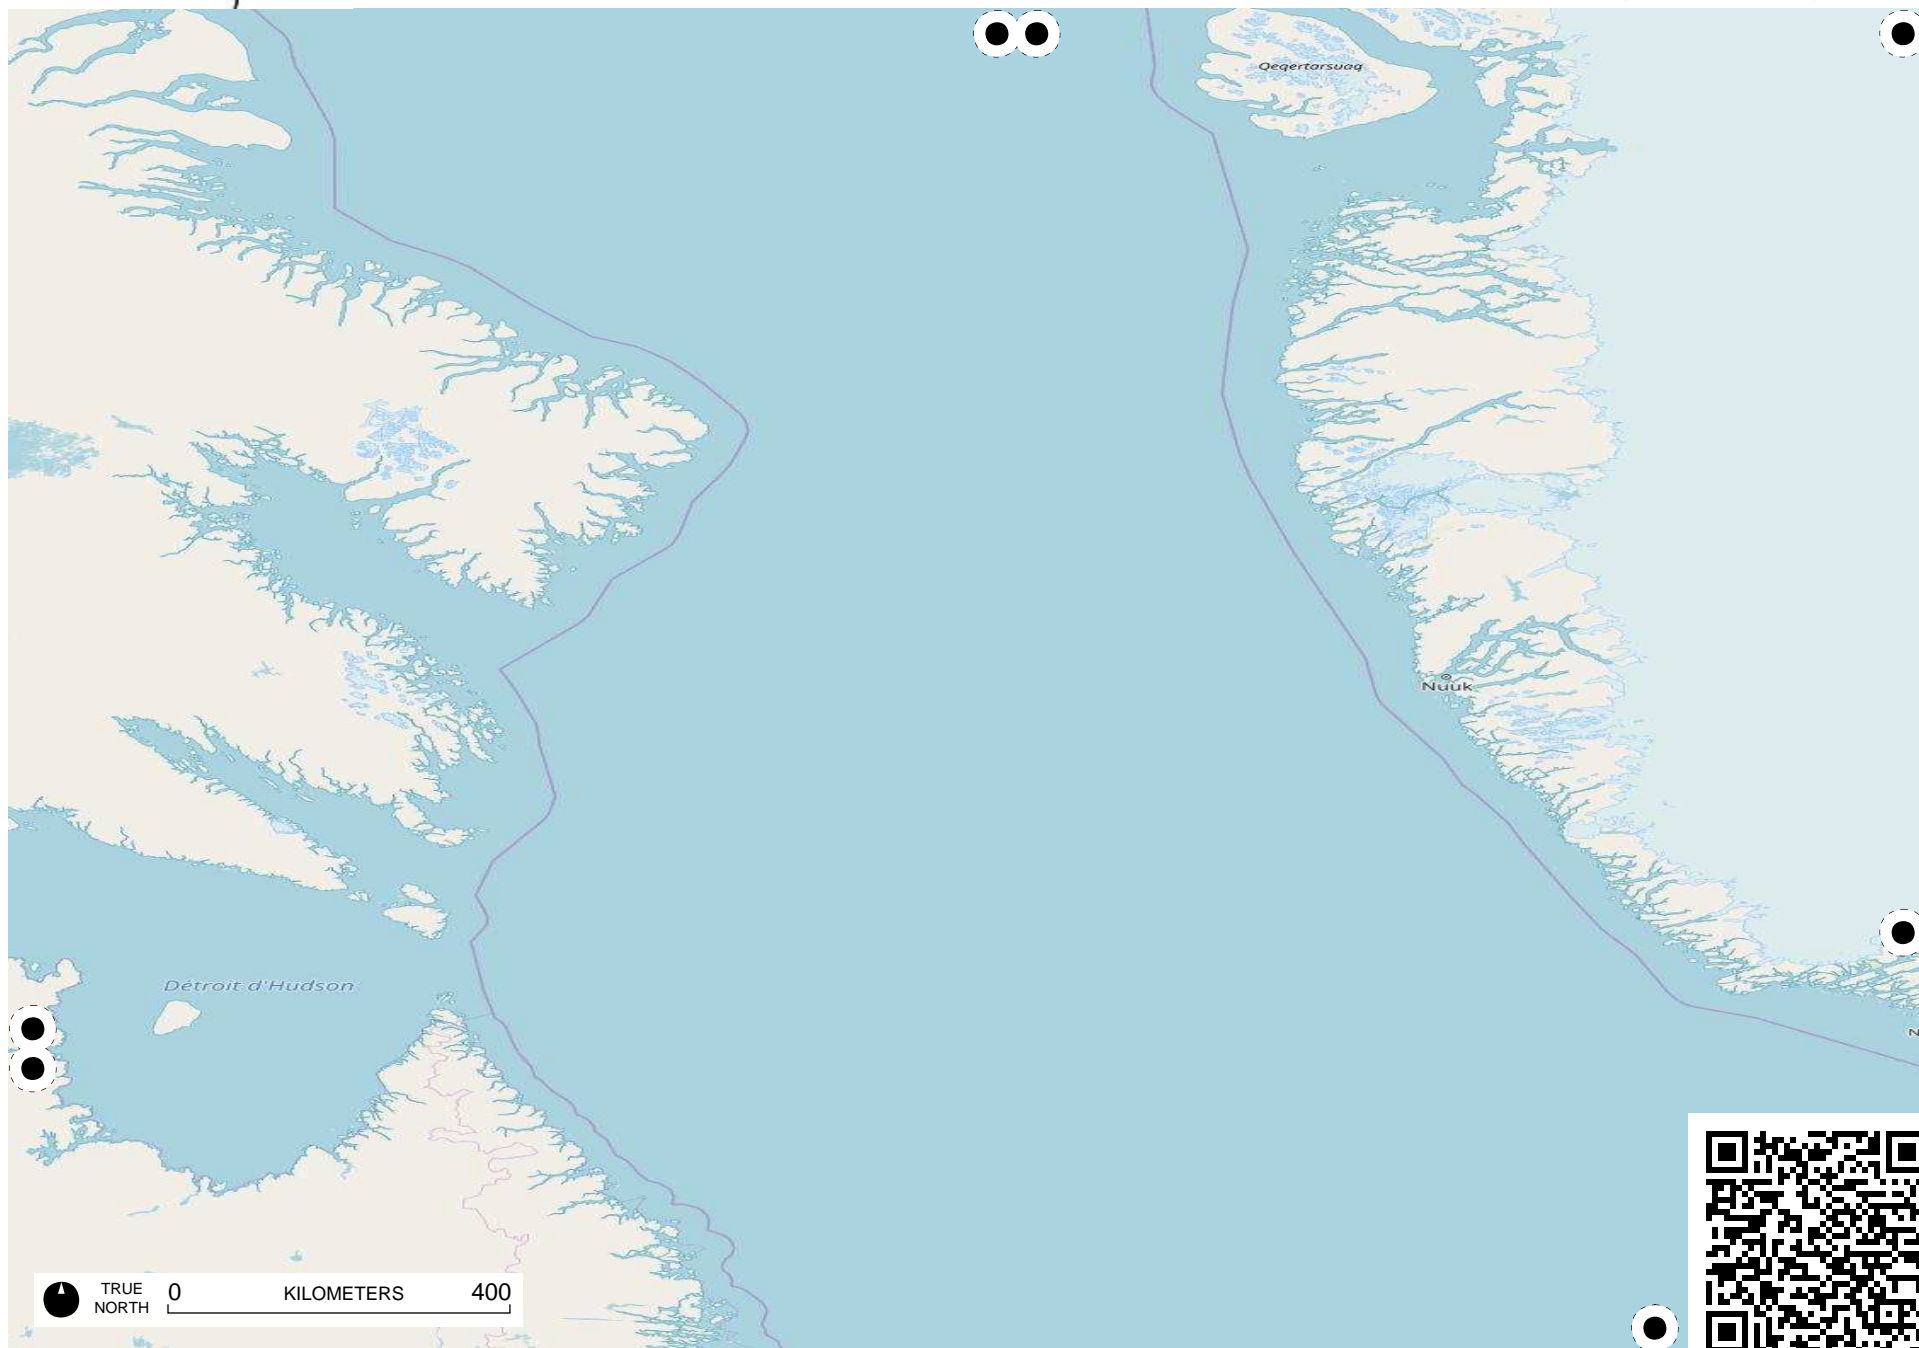 Qeqertarsuaq
Nuuk
Détroit d'Hudson
N
TRUE
NORTH
0
KILOMETERS
400